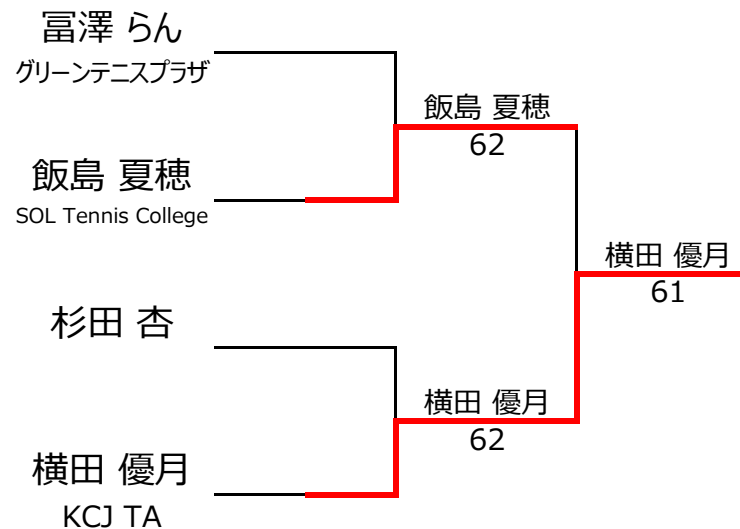 冨澤 らん
グリーンテニスプラザ
飯島 夏穂
62
飯島 夏穂
SOL Tennis College
横田 優月
61
杉田 杏
横田 優月
62
横田 優月
KCJ TA